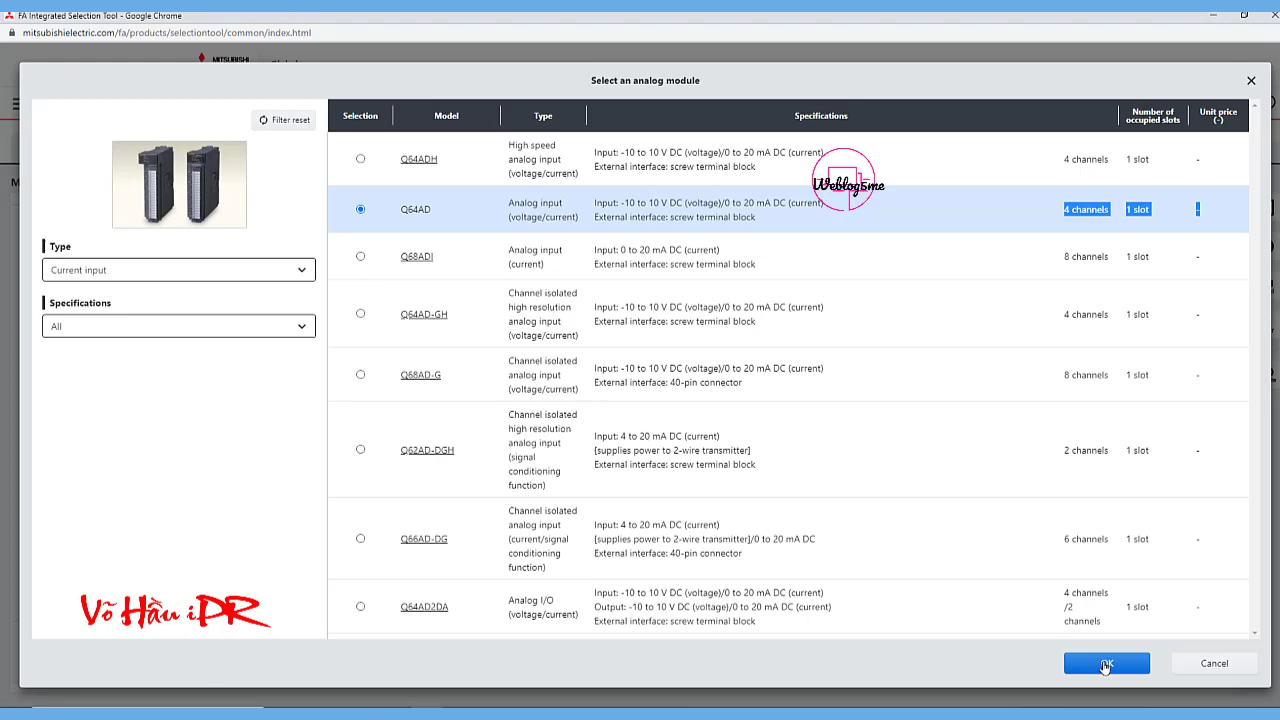 FA Integrated Selection Tool - Google Chrome
mitsubishielectric.com/fa/products/selectiontool/common/index.html
MITSUBISHI
Select an analog module
Filter reset
Type
Current input
Specifications
All
Selection Model Type Specifications Number of occupied slots Unit price (-)
Q64ADH
High speed
analog input
(voltage/current)
Input: -10 to 10 V DC (voltage)/0 to 20 mA DC (current)
External interface: screw terminal block
4 channels 1 slot -
Q64AD
Analog input
(voltage/current)
Input: -10 to 10 V DC (voltage)/0 to 20 mA DC (current)
External interface: screw terminal block
4 channels 1 slot -
Q68ADI
Analog input
(current)
Input: 0 to 20 mA DC (current)
External interface: screw terminal block
8 channels 1 slot -
Q64AD-GH
Channel isolated
high resolution
analog input
(voltage/current)
Input: -10 to 10 V DC (voltage)/0 to 20 mA DC (current)
External interface: screw terminal block
4 channels 1 slot -
Q68AD-G
Channel isolated
analog input
(voltage/current)
Input: -10 to 10 V DC (voltage)/0 to 20 mA DC (current)
External interface: 40-pin connector
8 channels 1 slot -
Q62AD-DGH
Channel isolated
high resolution
analog input
(signal
conditioning
function)
Input: 4 to 20 mA DC (current)
[supplies power to 2-wire transmitter]
External interface: screw terminal block
2 channels 1 slot -
Q66AD-DG
Channel isolated
analog input
(current/signal
conditioning
function)
Input: 4 to 20 mA DC (current)
[supplies power to 2-wire transmitter]/0 to 20 mA DC
External interface: 40-pin connector
6 channels 1 slot -
Q64AD2DA
Analog I/O
(voltage/current)
Input: -10 to 10 V DC (voltage)/0 to 20 mA DC (current)
Output: -10 to 10 V DC (voltage)/0 to 20 mA DC (current)
External interface: screw terminal block
4 channels
/2
channels
1 slot -
Weblog5me
Võ Hầu iDR
OK
Cancel